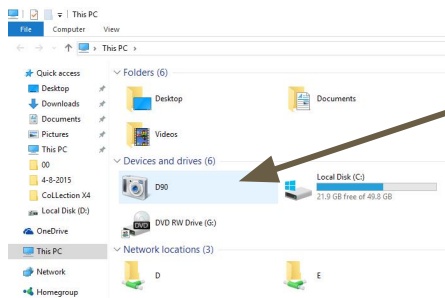 This PC
File Computer View
This PC
Quick access
Desktop
Downloads
Documents
Pictures
This PC
00
4-8-2015
CoLLection X4
Local Disk (D:)
OneDrive
This PC
Network
Homegroup
Folders (6)
Desktop
Documents
Videos
Devices and drives (6)
D90
Local Disk (C:)
21.9 GB free of 49.8 GB
DVD RW Drive (G:)
DVD
Network locations (3)
D
E